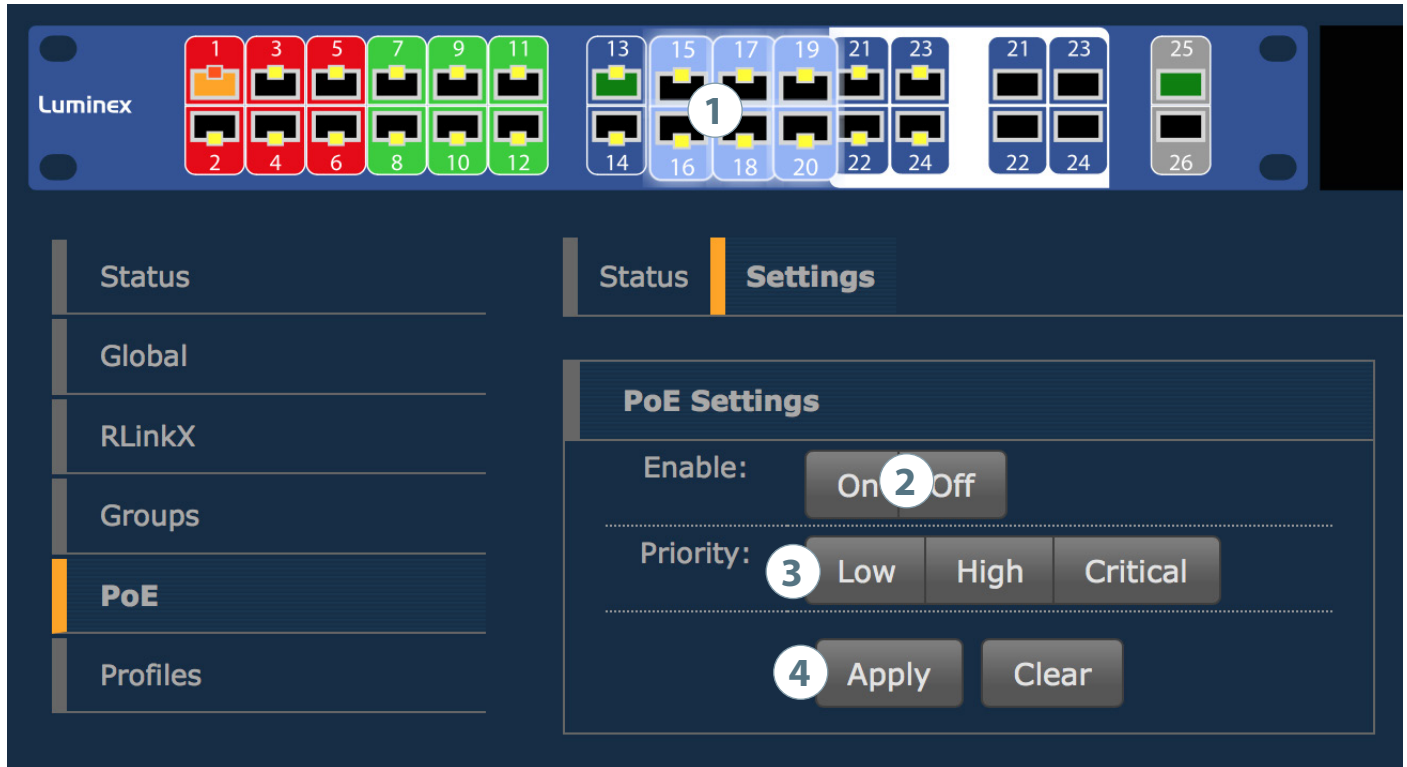 1 3 5 7 9 11 13 15 17 19 21 23 21 23 25
Luminex
1
2 4 6 8 10 12 14 16 18 20 22 24 22 24 26
Status
Global
RLinkX
Groups
PoE
Profiles
Status Settings
PoE Settings
Enable: On 2 Off
Priority: 3 Low High Critical
4 Apply Clear